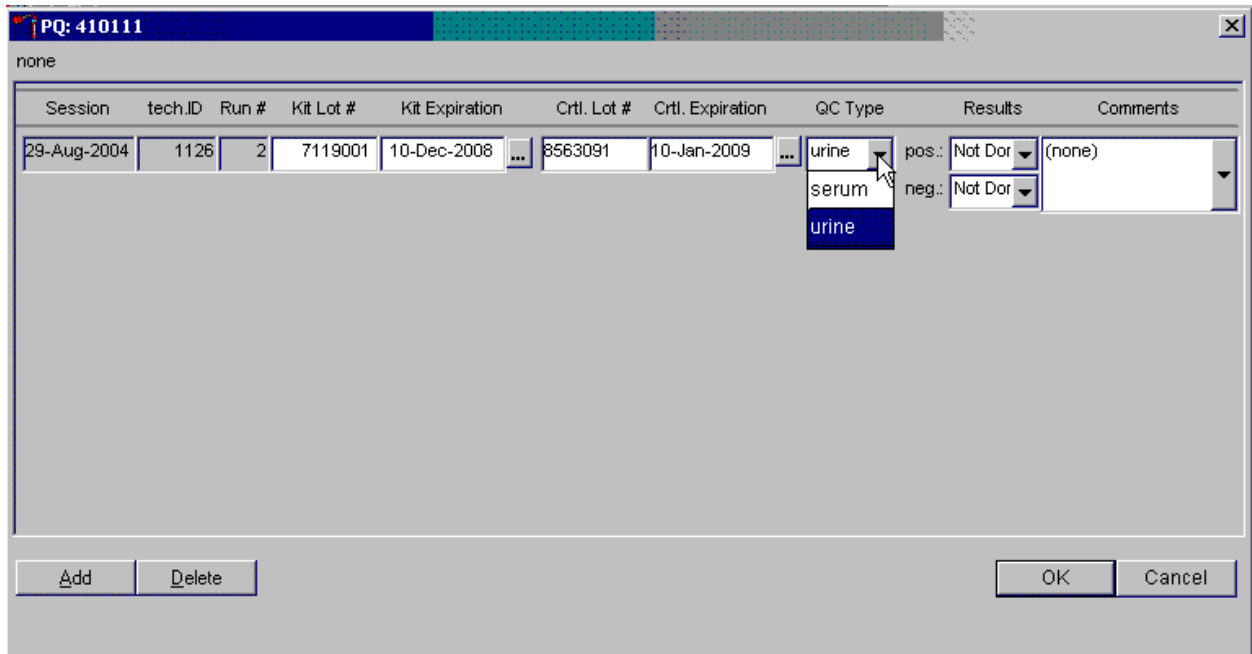 PQ: 410111
none
Session tech.ID Run # Kit Lot # Kit Expiration Crtl. Lot # Crtl. Expiration QC Type Results Comments
29-Aug-2004 1126 2 7119001 10-Dec-2008 ... 8563091 10-Jan-2009 ... urine pos.: Not Dor (none)
serum neg.: Not Dor
urine
Add Delete OK Cancel